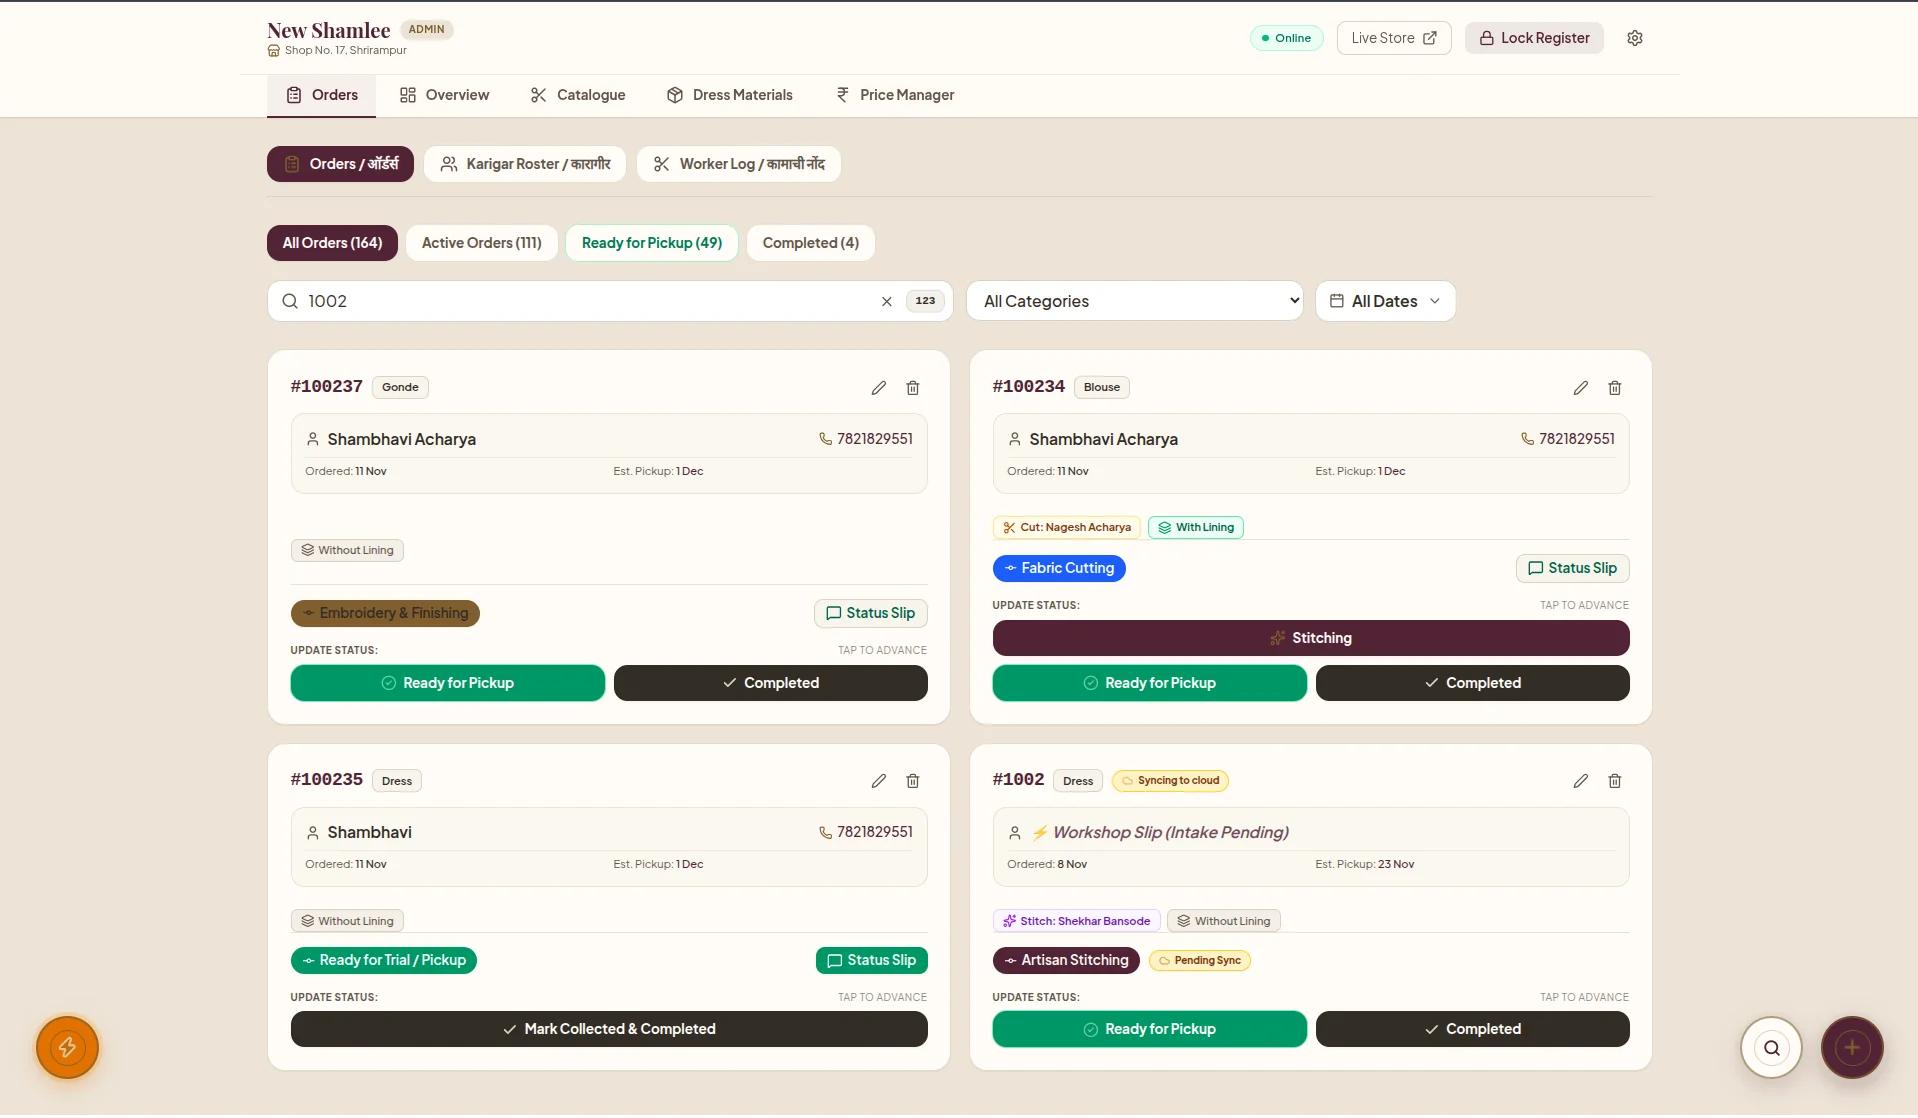 New Shamlee ADMIN
Shop No. 17, Shrirampur
Online
Live Store
Lock Register
Orders
Overview
Catalogue
Dress Materials
Price Manager
Orders / ऑर्डर्स
Karigar Roster / कारागीर
Worker Log / कामाची नोंद
All Orders (164)
Active Orders (111)
Ready for Pickup (49)
Completed (4)
1002
123
All Categories
All Dates
#100237 Gonde
Shambhavi Acharya 7821829551
Ordered: 11 Nov Est. Pickup: 1 Dec
Without Lining
Embroidery & Finishing Status Slip
UPDATE STATUS: TAP TO ADVANCE
Ready for Pickup Completed
#100234 Blouse
Shambhavi Acharya 7821829551
Ordered: 11 Nov Est. Pickup: 1 Dec
Cut: Nagesh Acharya With Lining
Fabric Cutting Status Slip
UPDATE STATUS: TAP TO ADVANCE
Stitching
Ready for Pickup Completed
#100235 Dress
Shambhavi 7821829551
Ordered: 11 Nov Est. Pickup: 1 Dec
Without Lining
Ready for Trial / Pickup Status Slip
UPDATE STATUS: TAP TO ADVANCE
Mark Collected & Completed
#1002 Dress Syncing to cloud
⚡ Workshop Slip (Intake Pending)
Ordered: 8 Nov Est. Pickup: 23 Nov
Stitch: Shekhar Bansode Without Lining
Artisan Stitching Pending Sync
UPDATE STATUS: TAP TO ADVANCE
Ready for Pickup Completed